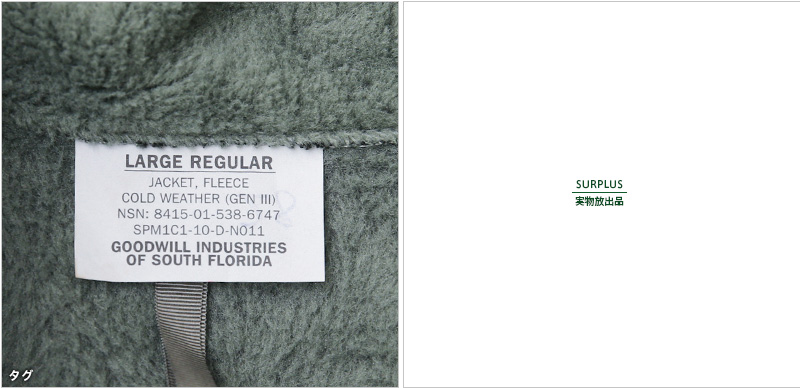 LARGE REGULAR
JACKET, FLEECE
COLD WEATHER (GEN III)
NSN: 8415-01-538-6747
SPM1C1-10-D-N011
GOODWILL INDUSTRIES
OF SOUTH FLORIDA
タグ
SURPLUS
実物放出品